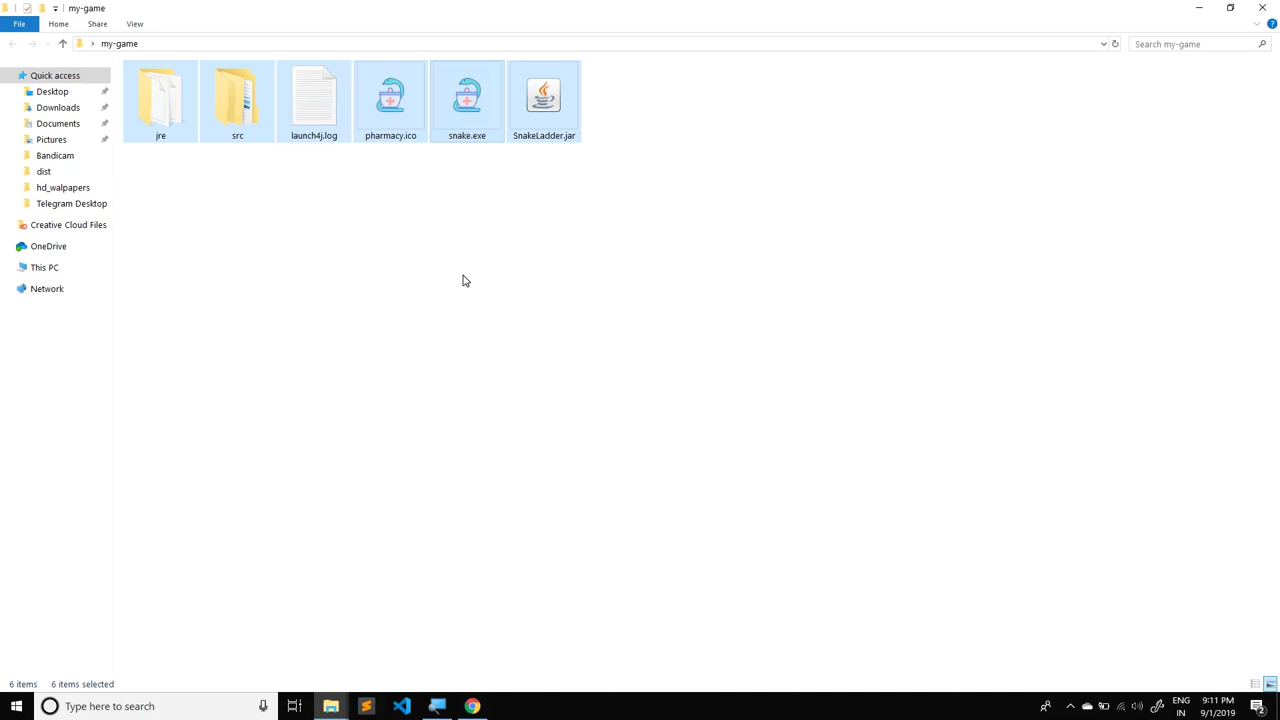 my-game
File Home Share View
my-game
Search my-game
Quick access
Desktop
Downloads
Documents
Pictures
Bandicam
dist
hd_walpapers
Telegram Desktop
Creative Cloud Files
OneDrive
This PC
Network
jre src launch4j.log pharmacy.ico snake.exe SnakeLadder.jar
6 items 6 items selected
Type here to search
ENG
IN
9:11 PM
9/1/2019
2